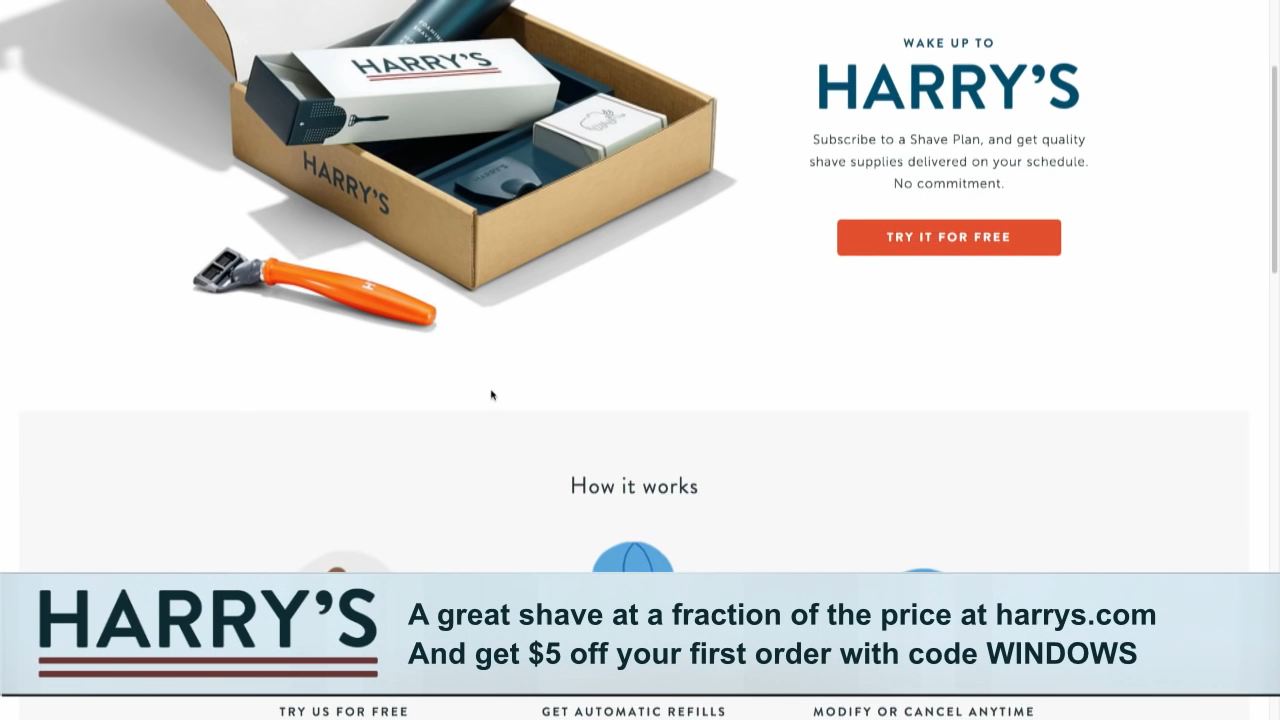 HARRY'S
HARRY'S
HARRY'S
WAKE UP TO
HARRY'S
Subscribe to a Shave Plan, and get quality
shave supplies delivered on your schedule.
No commitment.
TRY IT FOR FREE
H
How it works
HARRY'S
A great shave at a fraction of the price at harrys.com
And get $5 off your first order with code WINDOWS
TRY US FOR FREE
GET AUTOMATIC REFILLS
MODIFY OR CANCEL ANYTIME